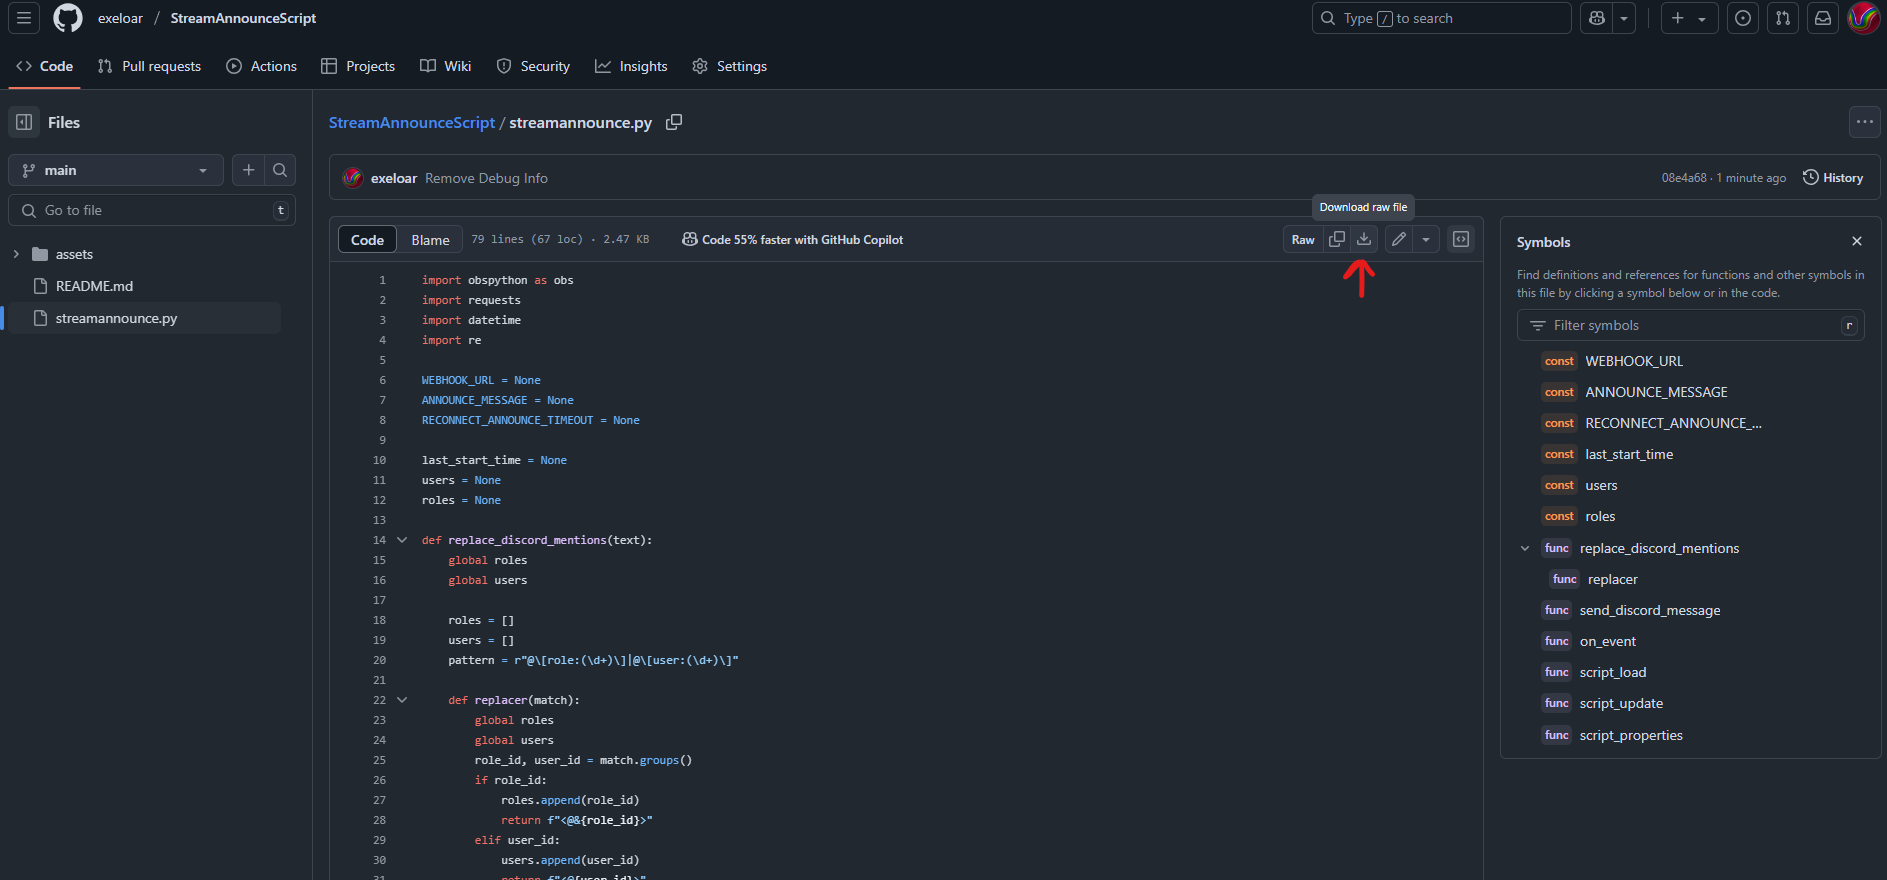 exeloar / StreamAnnounceScript
Type / to search
Code Pull requests Actions Projects Wiki Security Insights Settings
Files
main
Go to file t
assets
README.md
streamannounce.py
StreamAnnounceScript / streamannounce.py
exeloar Remove Debug Info
08e4a68 · 1 minute ago History
Download raw file
Code Blame 79 lines (67 loc) · 2.47 KB Code 55% faster with GitHub Copilot
Raw
1 import obspython as obs
2 import requests
3 import datetime
4 import re
5
6 WEBHOOK_URL = None
7 ANNOUNCE_MESSAGE = None
8 RECONNECT_ANNOUNCE_TIMEOUT = None
9
10 last_start_time = None
11 users = None
12 roles = None
13
14 def replace_discord_mentions(text):
15 global roles
16 global users
17
18 roles = []
19 users = []
20 pattern = r"@\[role:(\d+)\]|@\[user:(\d+)\]"
21
22 def replacer(match):
23 global roles
24 global users
25 role_id, user_id = match.groups()
26 if role_id:
27 roles.append(role_id)
28 return f"<@&{role_id}>"
29 elif user_id:
30 users.append(user_id)
31 return f"<@{user_id}>"
Symbols
Find definitions and references for functions and other symbols in
this file by clicking a symbol below or in the code.
Filter symbols r
const WEBHOOK_URL
const ANNOUNCE_MESSAGE
const RECONNECT_ANNOUNCE_...
const last_start_time
const users
const roles
func replace_discord_mentions
func replacer
func send_discord_message
func on_event
func script_load
func script_update
func script_properties